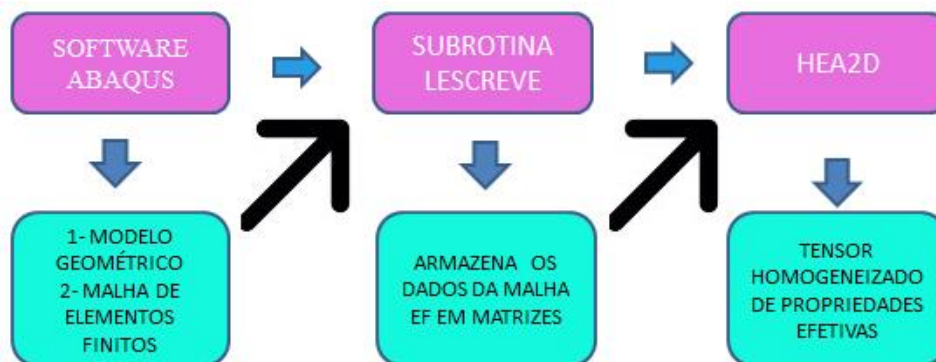 SOFTWARE
ABAQUS
SUBROTINA
LESCREVE
HEA2D
1- MODELO
GEOMÉTRICO
2- MALHA DE
ELEMENTOS
FINITOS
ARMAZENA OS
DADOS DA MALHA
EF EM MATRIZES
TENSOR
HOMOGENEIZADO
DE PROPRIEDADES
EFETIVAS